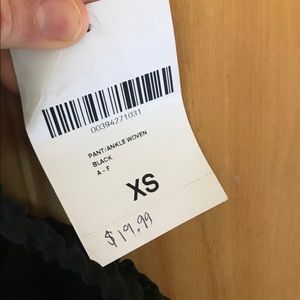 00394271031
PANT/ANKLE WOVEN
BLACK
A - F
XS
$19.99